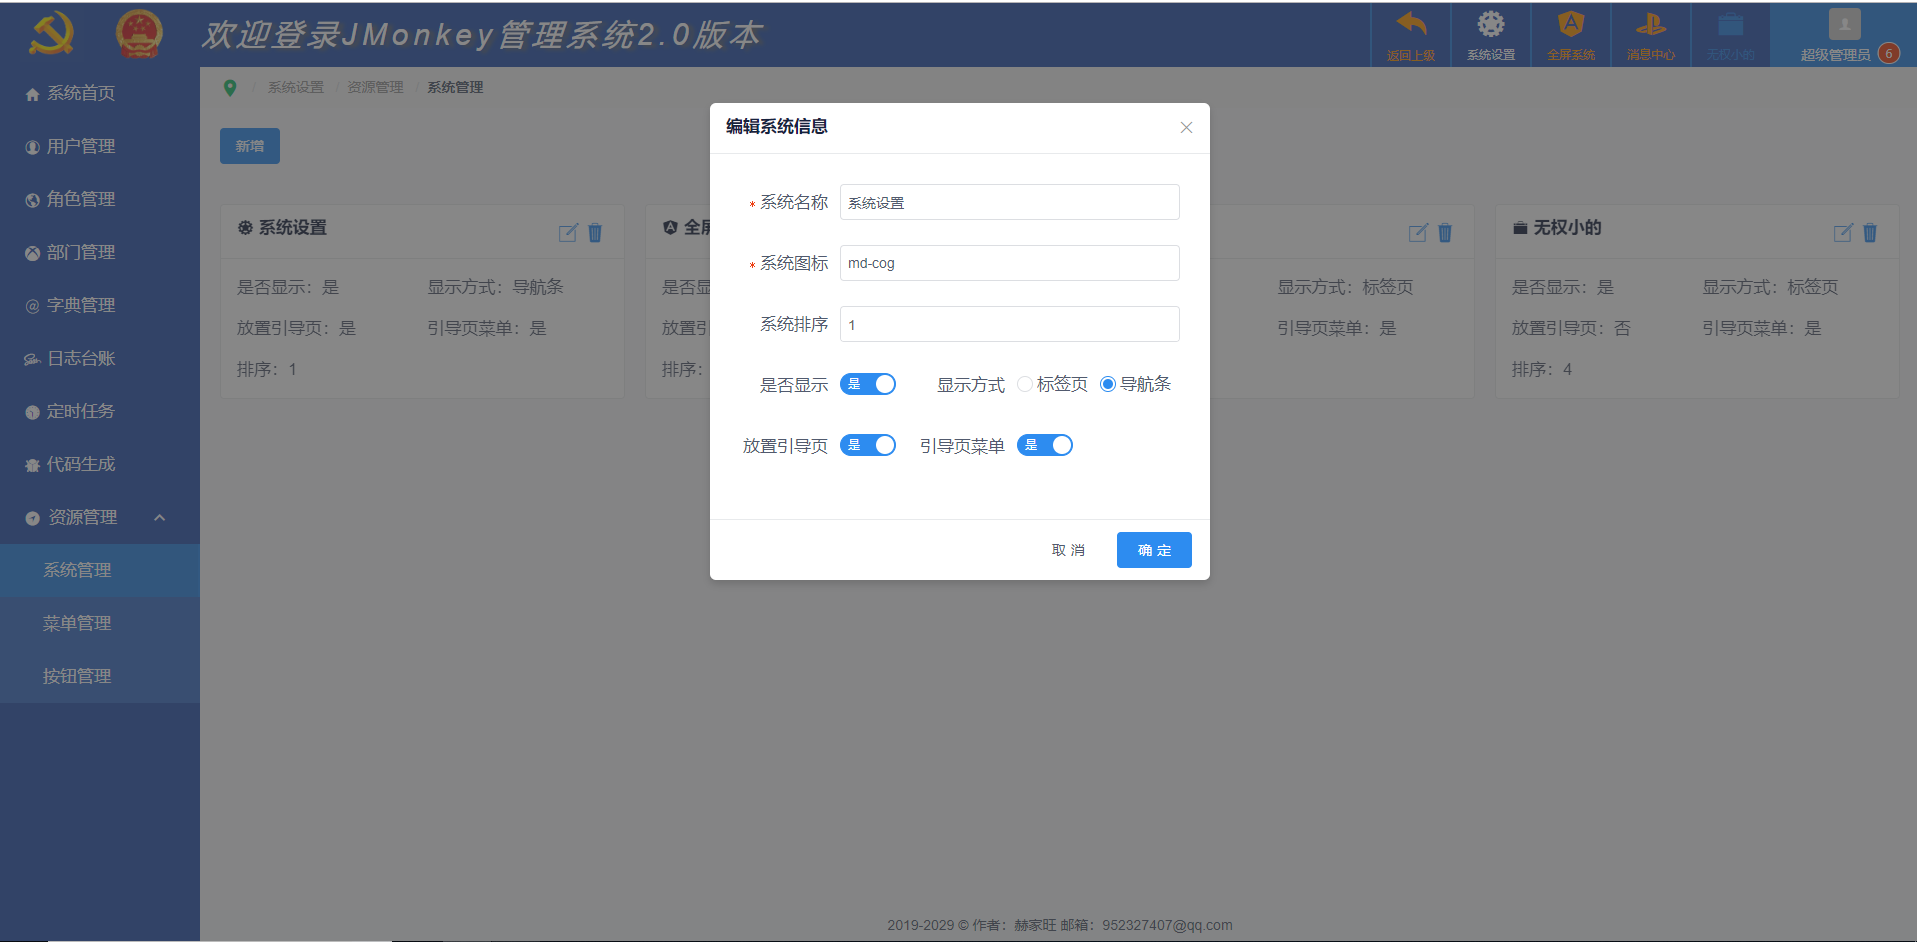 欢迎登录JMonkey管理系统2.0版本
返回上级
系统设置
全屏系统
消息中心
无权小的
超级管理员 6
系统首页
用户管理
角色管理
部门管理
字典管理
日志台账
定时任务
代码生成
资源管理
系统管理
菜单管理
按钮管理
/ 系统设置 / 资源管理 / 系统管理
新增
系统设置
是否显示：是 显示方式：导航条
放置引导页：是 引导页菜单：是
排序：1
全屏
是否显
放置引
排序：
显示方式：标签页
引导页菜单：是
无权小的
是否显示：是 显示方式：标签页
放置引导页：否 引导页菜单：是
排序：4
编辑系统信息
* 系统名称 系统设置
* 系统图标 md-cog
系统排序 1
是否显示 是 显示方式 标签页 导航条
放置引导页 是 引导页菜单 是
取 消 确 定
2019-2029 © 作者：赫家旺 邮箱：952327407@qq.com